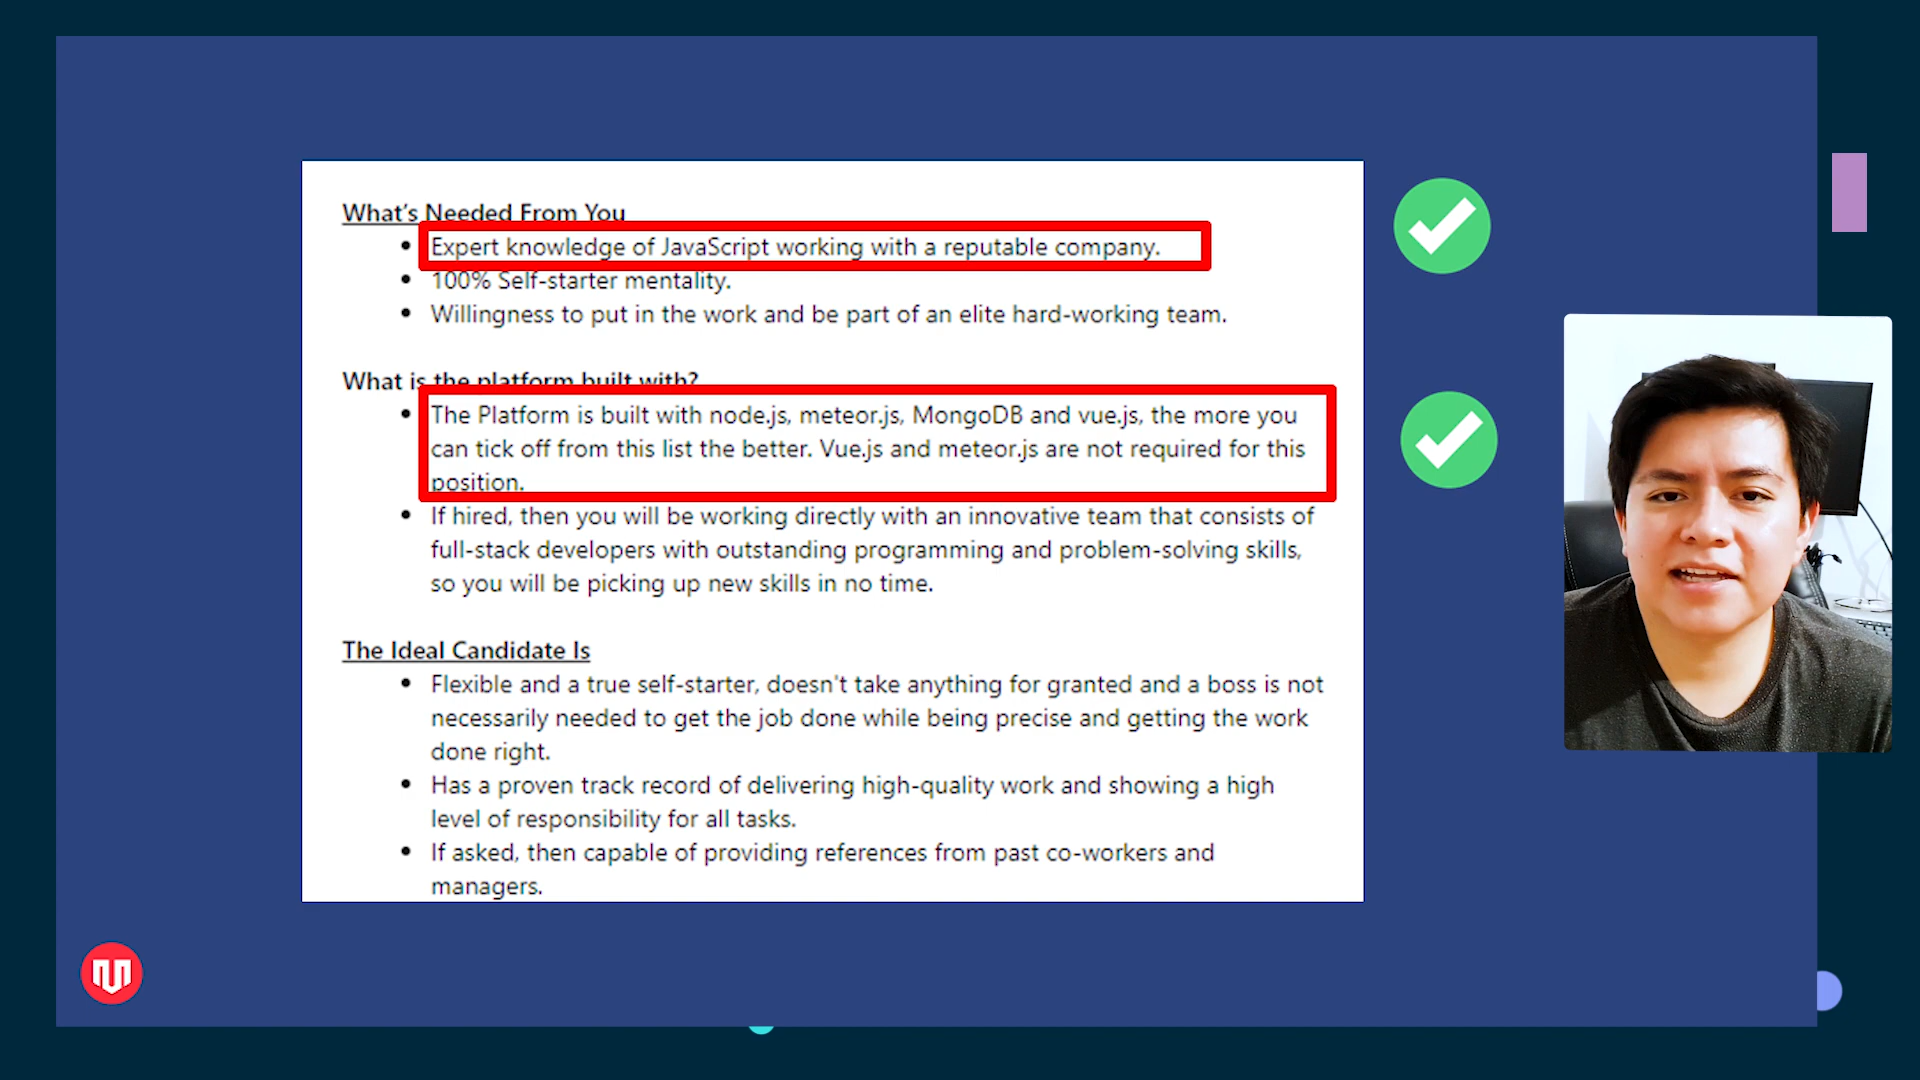 What's Needed From You
Expert knowledge of JavaScript working with a reputable company.
100% Self-starter mentality.
Willingness to put in the work and be part of an elite hard-working team.
What is the platform built with?
The Platform is built with node.js, meteor.js, MongoDB and vue.js, the more you
can tick off from this list the better. Vue.js and meteor.js are not required for this
position.
If hired, then you will be working directly with an innovative team that consists of
full-stack developers with outstanding programming and problem-solving skills,
so you will be picking up new skills in no time.
The Ideal Candidate Is
Flexible and a true self-starter, doesn't take anything for granted and a boss is not
necessarily needed to get the job done while being precise and getting the work
done right.
Has a proven track record of delivering high-quality work and showing a high
level of responsibility for all tasks.
If asked, then capable of providing references from past co-workers and
managers.